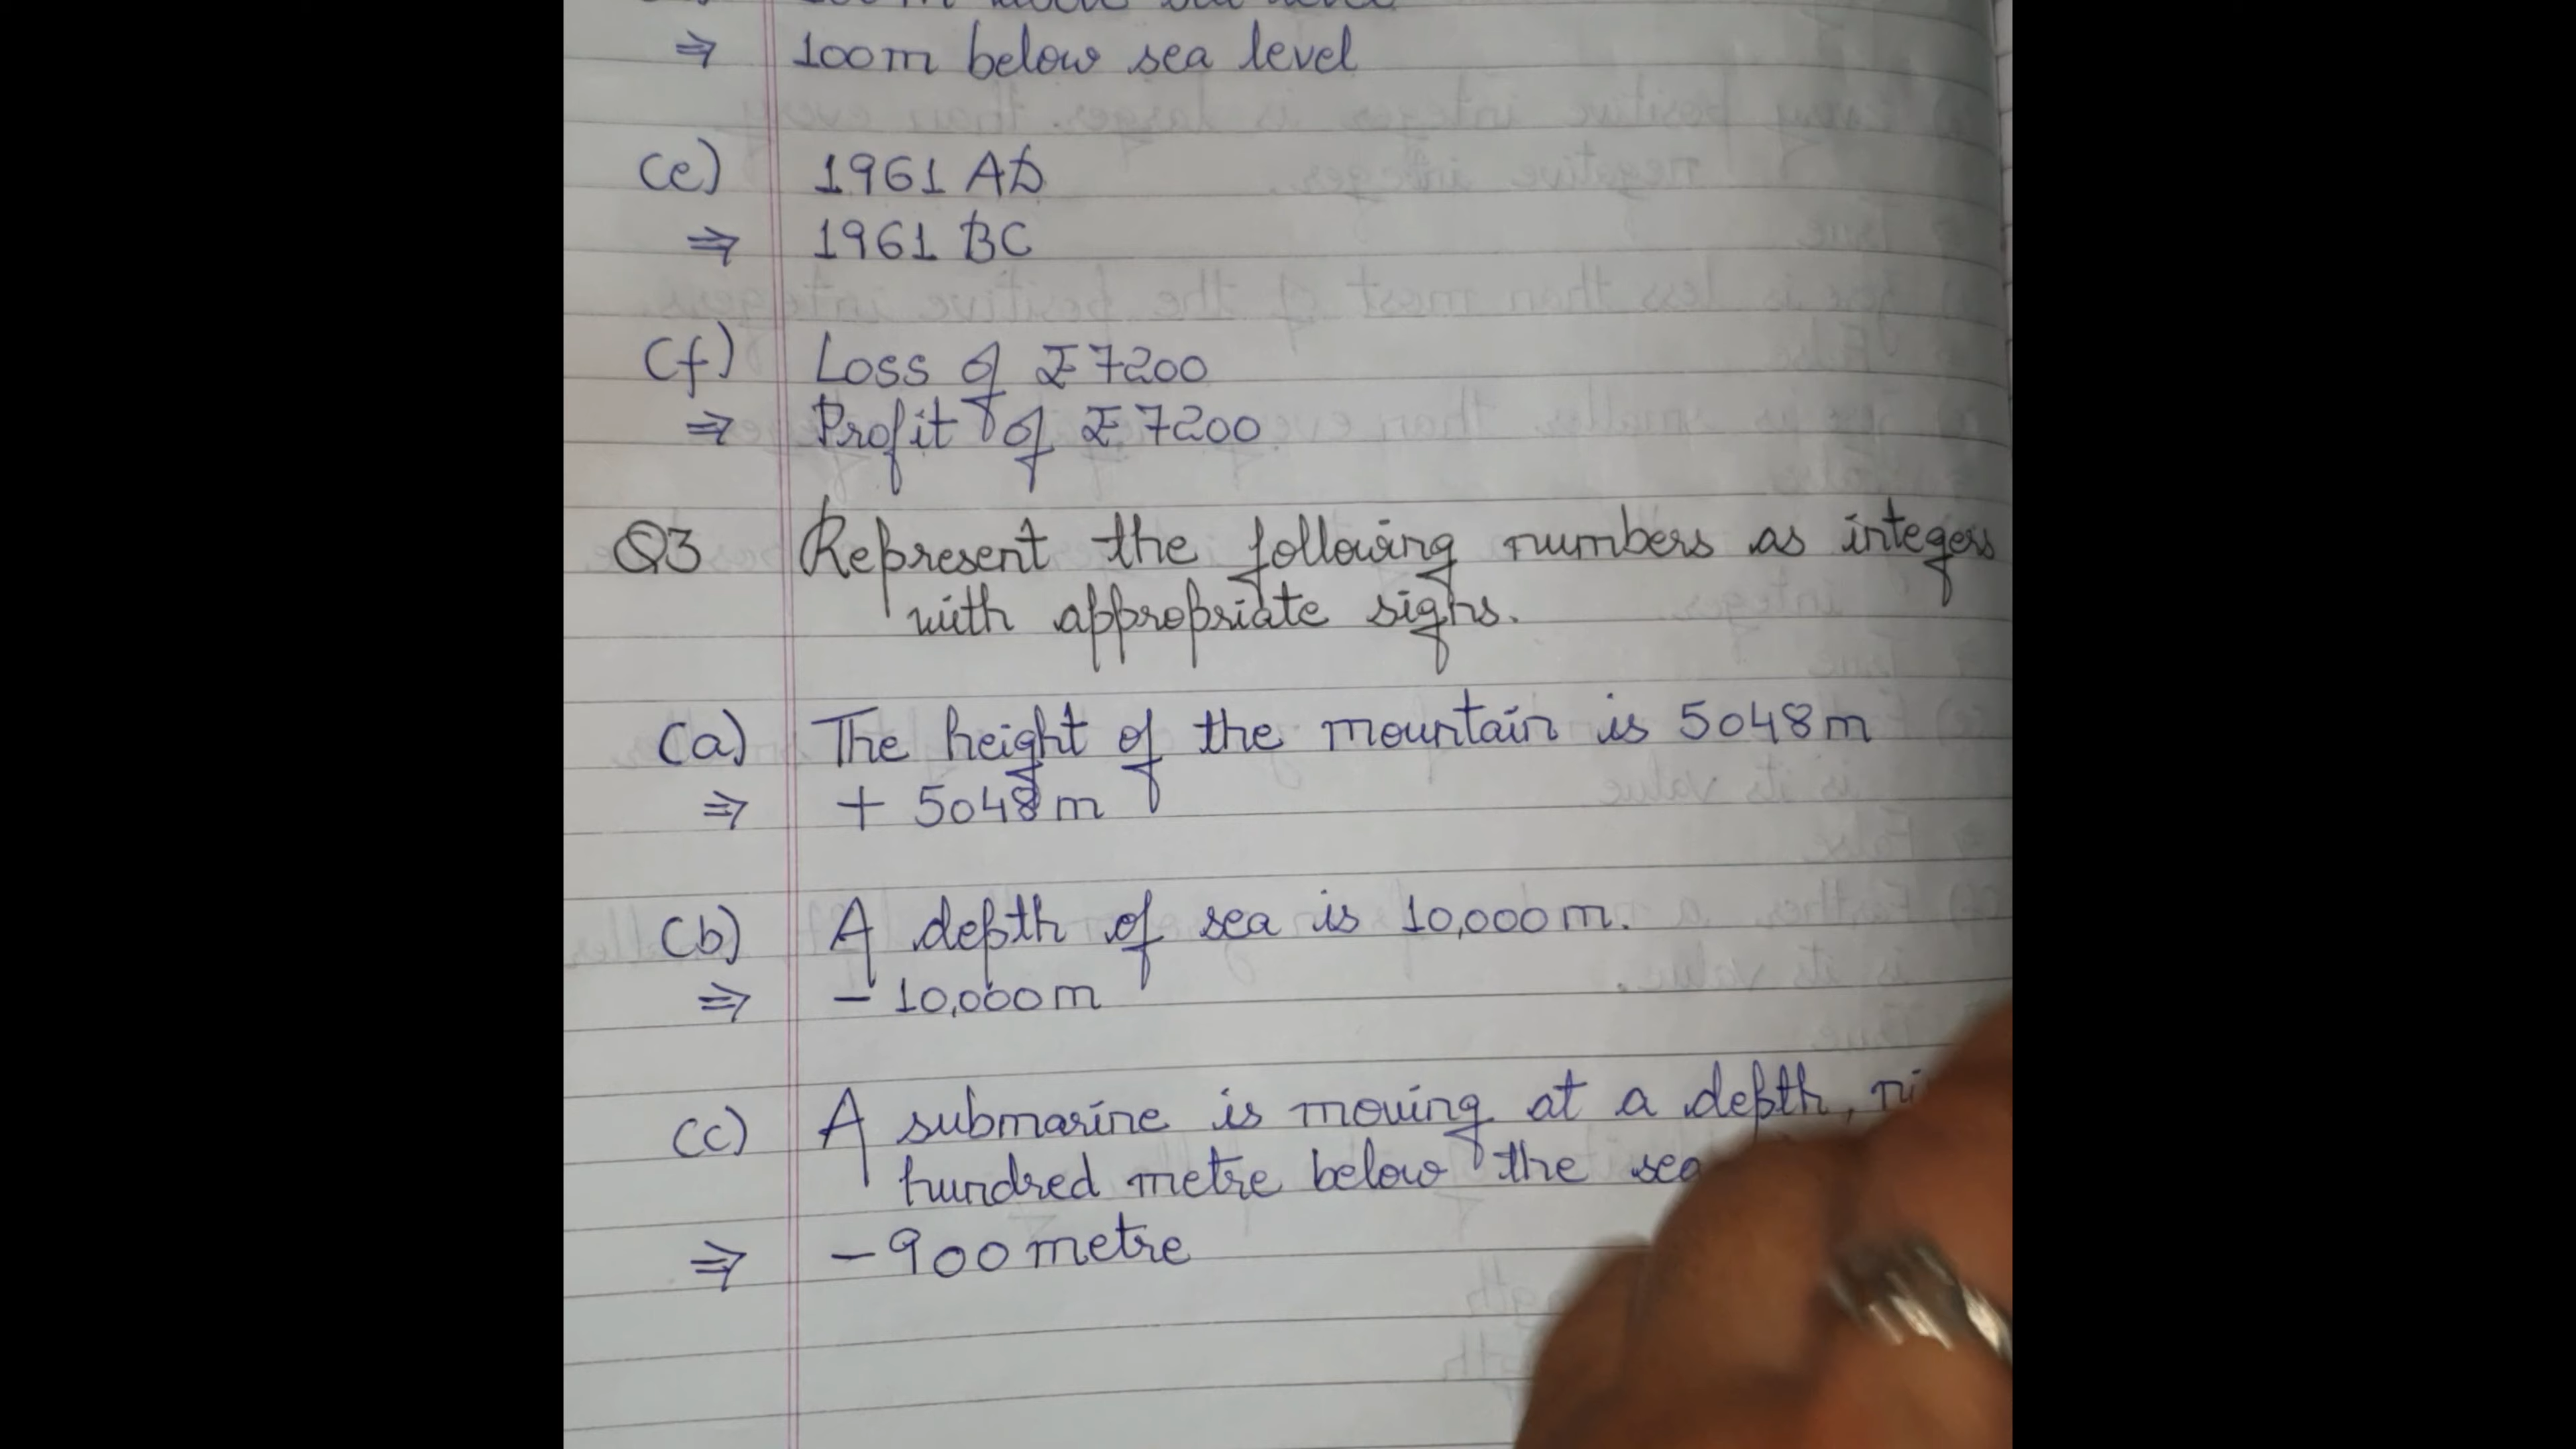 ⇒ 100m below sea level
(e) 1961 AD
⇒ 1961 BC
(f) Loss of ₹7200
⇒ Profit of ₹7200
Q3 Represent the following numbers as integers
with appropriate signs.
(a) The height of the mountain is 5048m
⇒ + 5048m
(b) A depth of sea is 10,000m.
⇒ - 10,000m
(c) A submarine is moving at a depth,
hundred metre below the sea
⇒ -900 metre